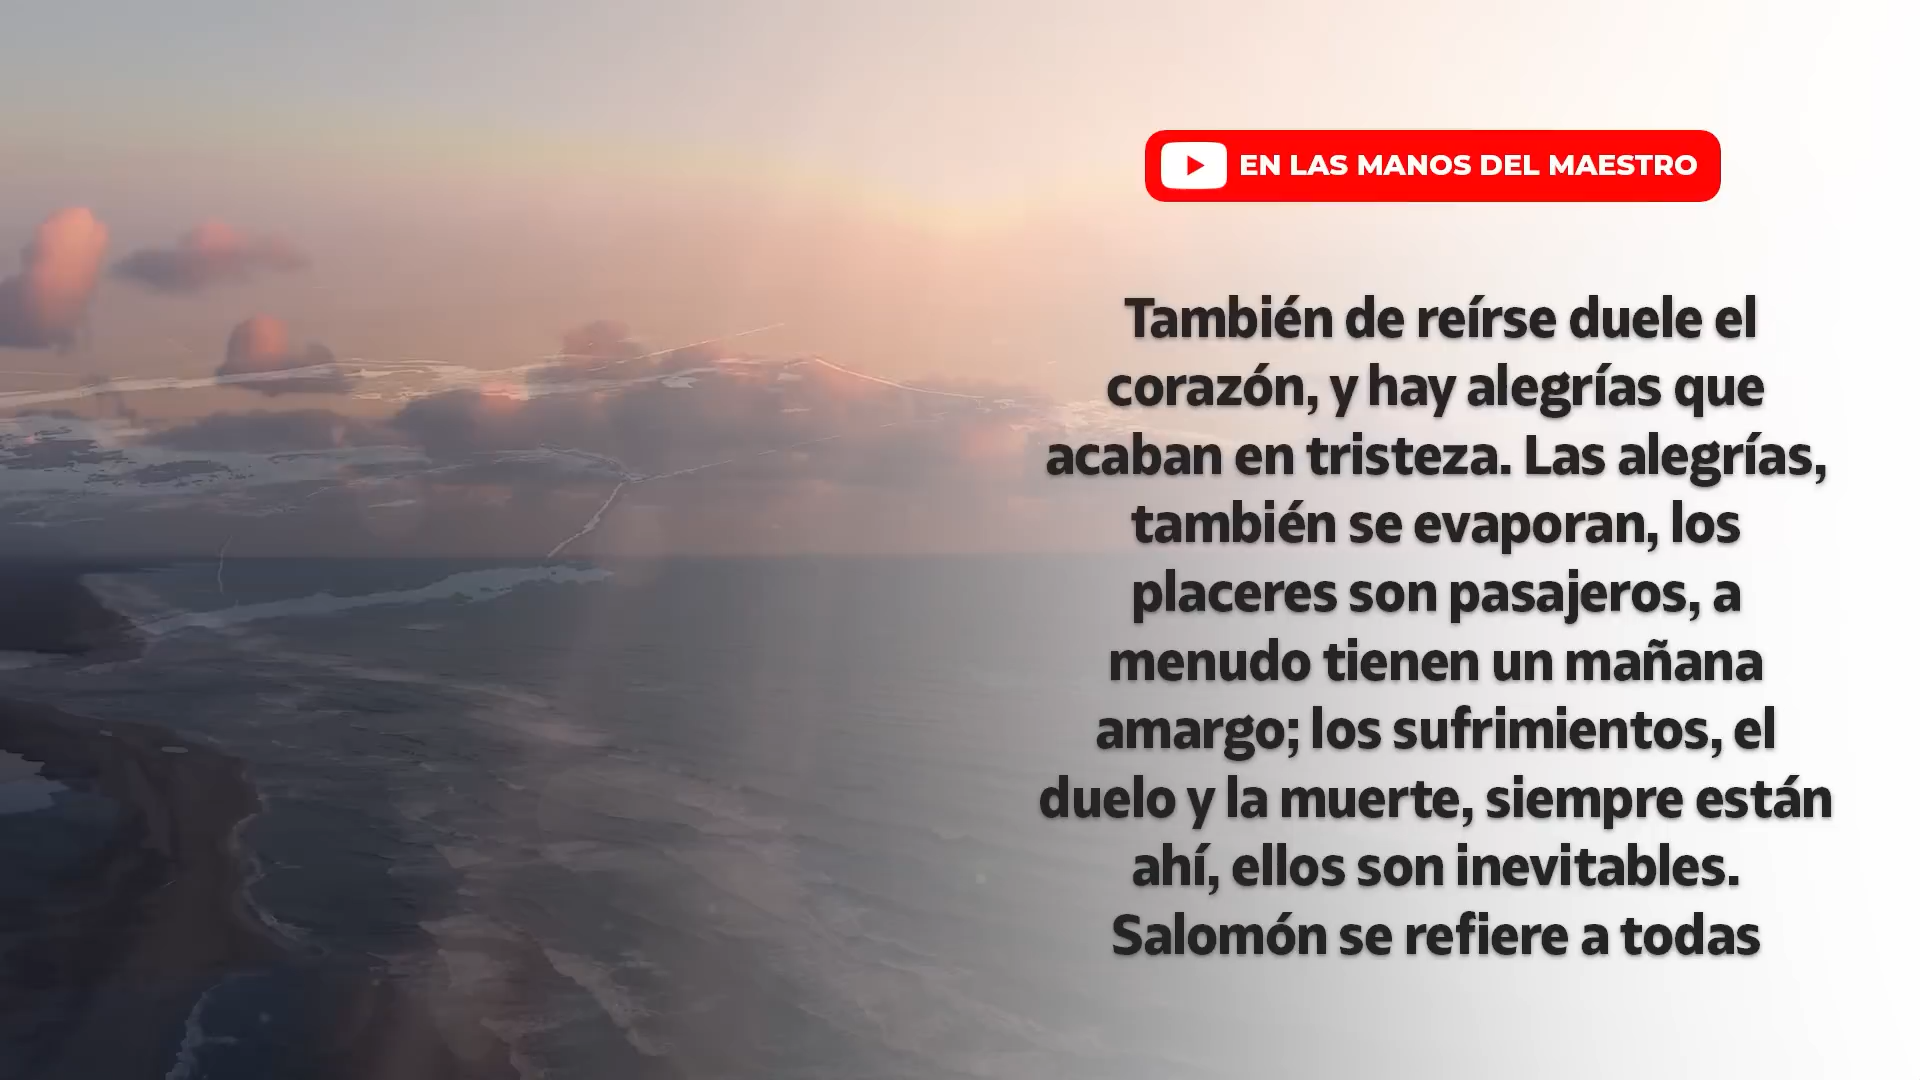 EN LAS MANOS DEL MAESTRO
También de reírse duele el
corazón, y hay alegrías que
acaban en tristeza. Las alegrías,
también se evaporan, los
placeres son pasajeros, a
menudo tienen un mañana
amargo; los sufrimientos, el
duelo y la muerte, siempre están
ahí, ellos son inevitables.
Salomón se refiere a todas